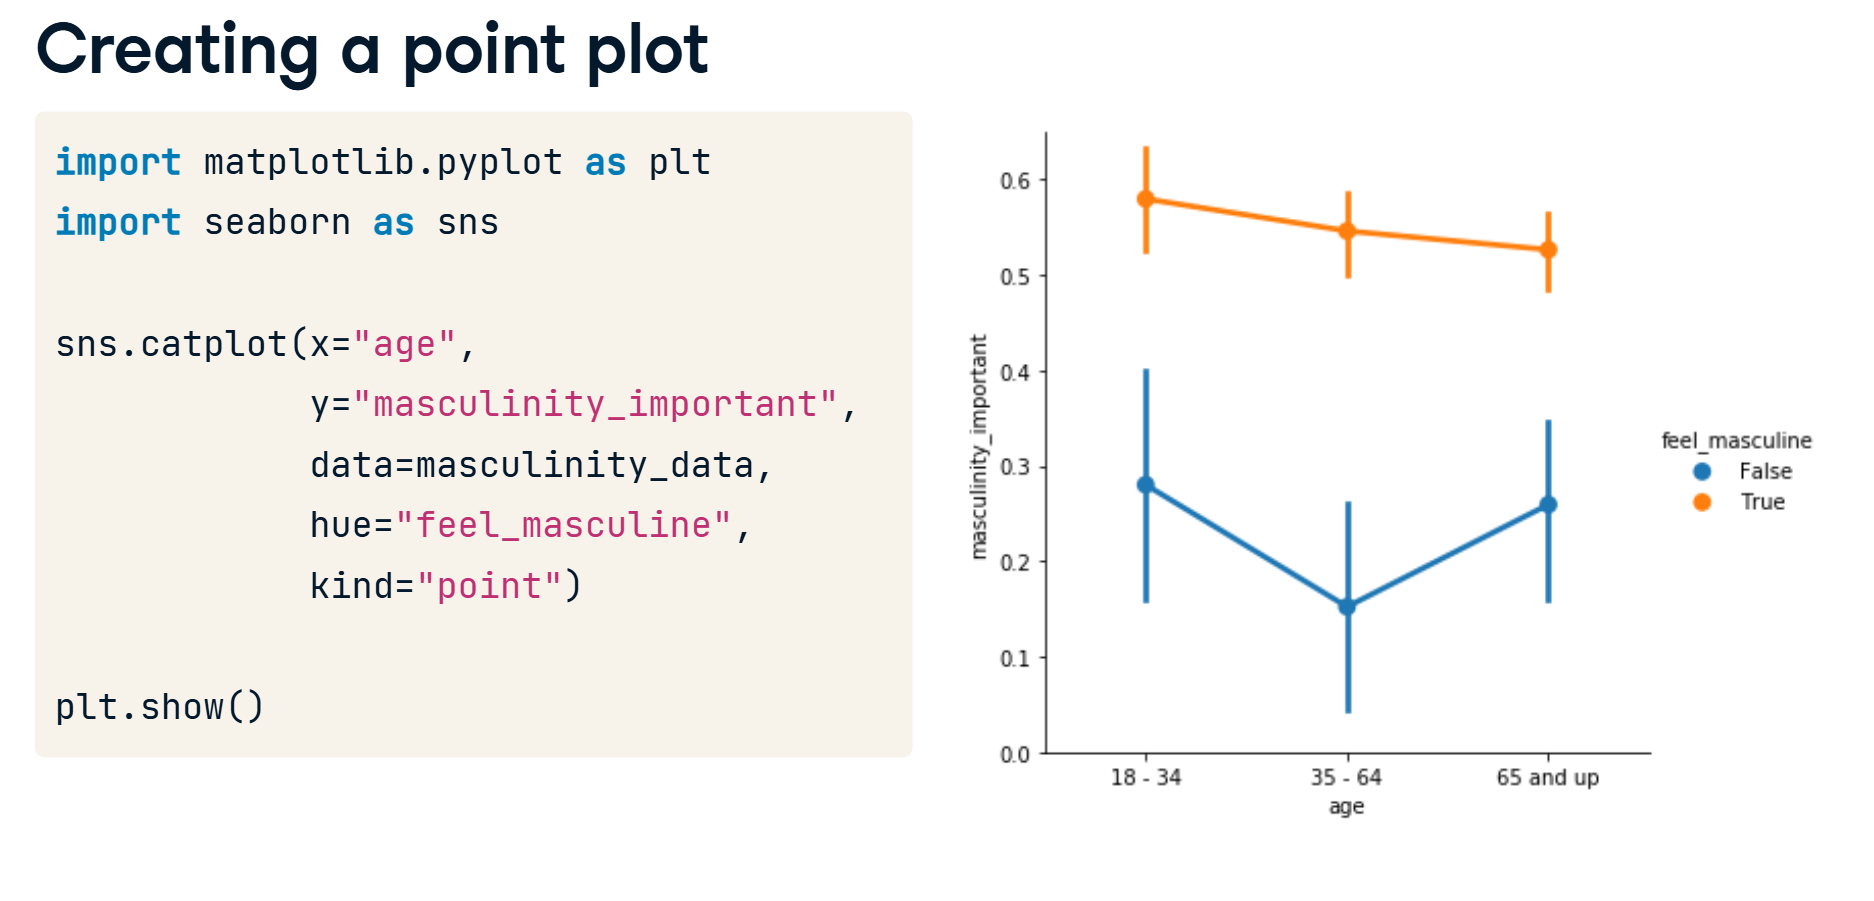 Creating a point plot
import matplotlib.pyplot as plt
import seaborn as sns
sns.catplot(x="age",
y="masculinity_important",
data=masculinity_data,
hue="feel_masculine",
kind="point")
plt.show()
masculinity_important
0.6
0.5
0.4
0.3
0.2
0.1
0.0
18 - 34 35 - 64 65 and up
age
feel_masculine
False
True